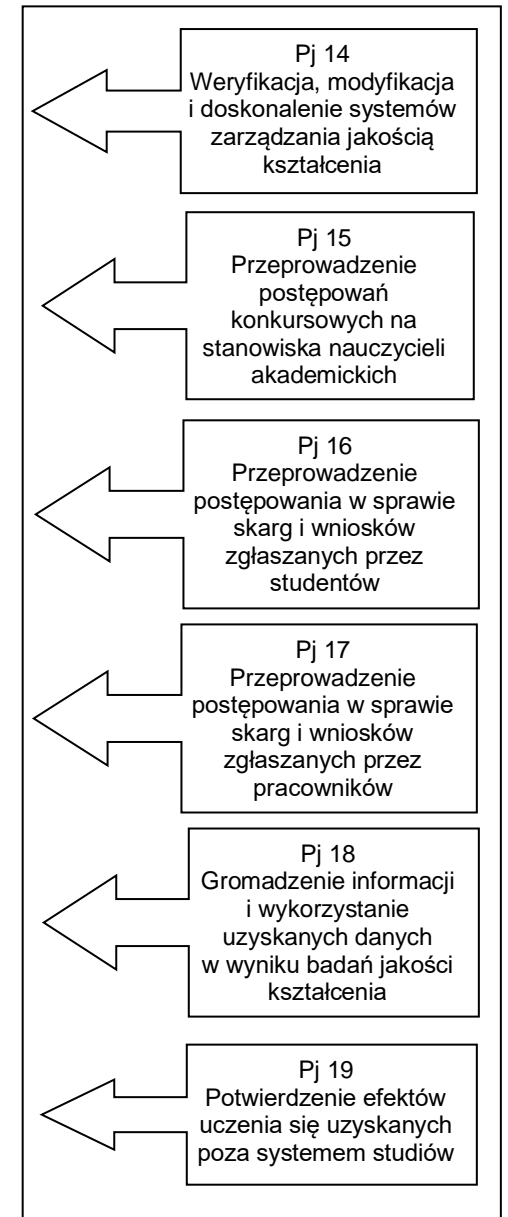 Pj 14
Weryfikacja, modyfikacja
i doskonalenie systemów
zarządzania jakością
kształcenia
Pj 15
Przeprowadzenie
postępowań
konkursowych na
stanowiska nauczycieli
akademickich
Pj 16
Przeprowadzenie
postępowania w sprawie
skarg i wniosków
zgłaszanych przez
studentów
Pj 17
Przeprowadzenie
postępowania w sprawie
skarg i wniosków
zgłaszanych przez
pracowników
Pj 18
Gromadzenie informacji
i wykorzystanie
uzyskanych danych
w wyniku badań jakości
kształcenia
Pj 19
Potwierdzenie efektów
uczenia się uzyskanych
poza systemem studiów